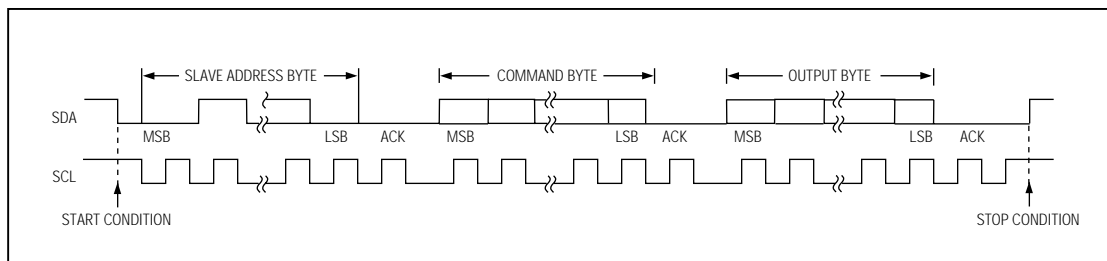 SLAVE ADDRESS BYTE COMMAND BYTE OUTPUT BYTE
SDA
MSB LSB ACK MSB LSB ACK MSB LSB ACK
SCL
START CONDITION STOP CONDITION